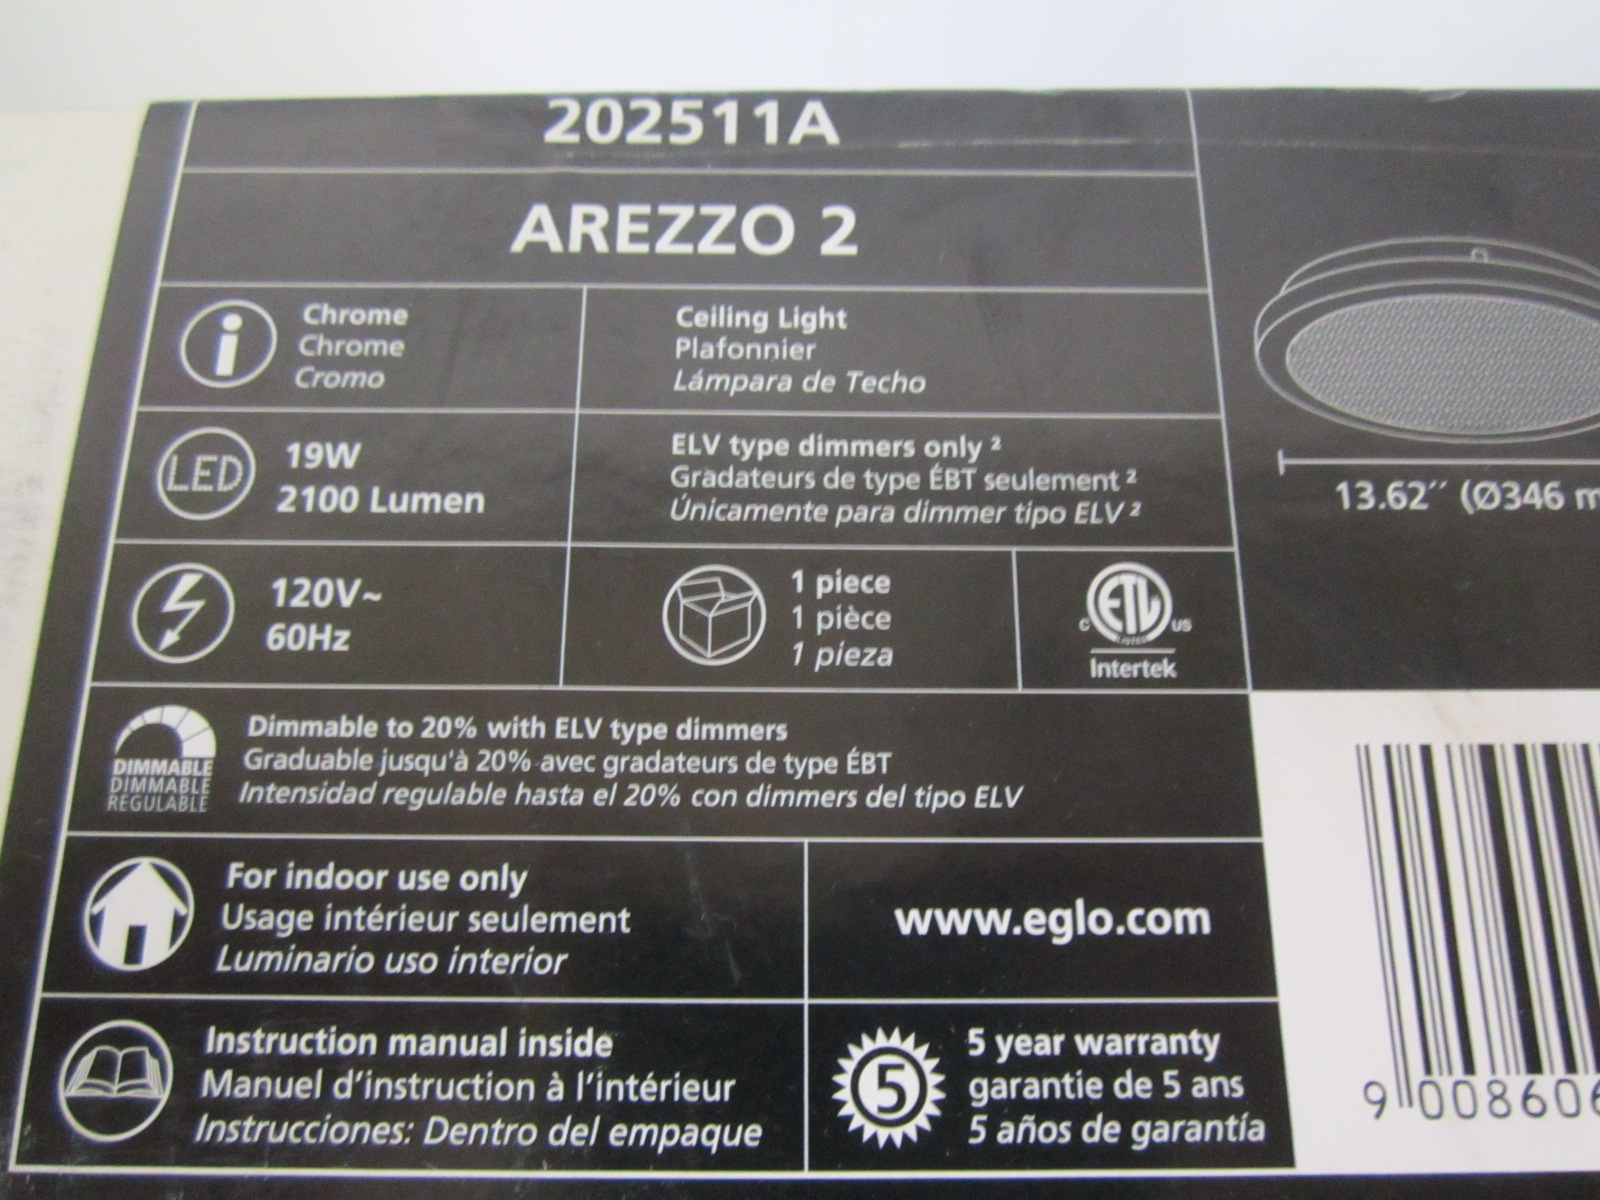 202511A
AREZZO 2
Chrome
Chrome
Cromo
Ceiling Light
Plafonnier
Lámpara de Techo
LED
19W
2100 Lumen
ELV type dimmers only ²
Gradateurs de type ÉBT seulement ²
Únicamente para dimmer tipo ELV ²
13.62″ (Ø346 m
120V~
60Hz
1 piece
1 pièce
1 pieza
ETL
C US
LISTED
Intertek
DIMMABLE
DIMMABLE
REGULABLE
Dimmable to 20% with ELV type dimmers
Graduable jusqu'à 20% avec gradateurs de type ÉBT
Intensidad regulable hasta el 20% con dimmers del tipo ELV
For indoor use only
Usage intérieur seulement
Luminario uso interior
www.eglo.com
Instruction manual inside
Manuel d'instruction à l'intérieur
Instrucciones: Dentro del empaque
5
5 year warranty
garantie de 5 ans
5 años de garantía
9 008606